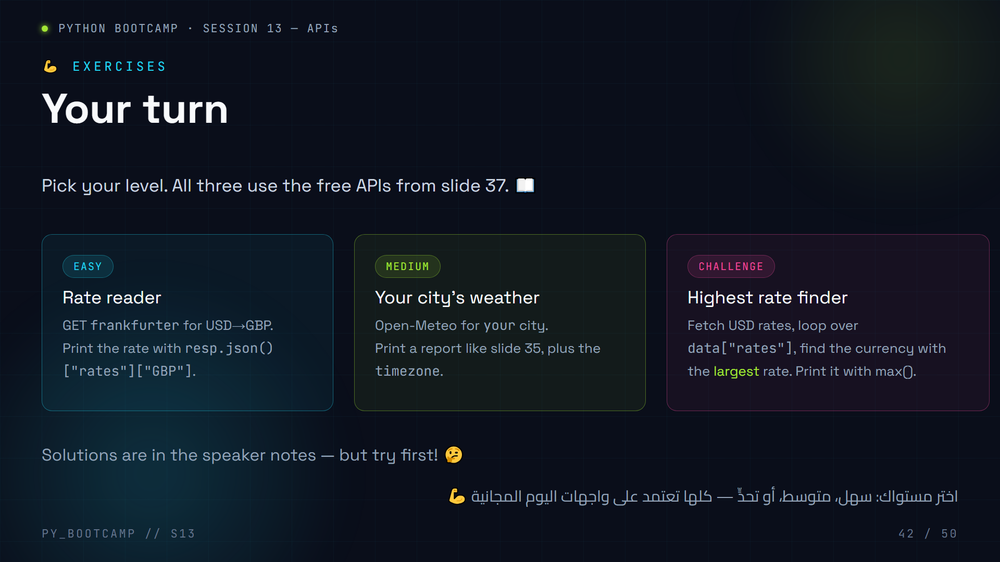 PYTHON BOOTCAMP · SESSION 13 — APIs
💪 EXERCISES
Your turn
Pick your level. All three use the free APIs from slide 37. 📖
EASY
Rate reader
GET frankfurter for USD→GBP.
Print the rate with resp.json()
["rates"]["GBP"].
MEDIUM
Your city’s weather
Open-Meteo for your city.
Print a report like slide 35, plus the
timezone.
CHALLENGE
Highest rate finder
Fetch USD rates, loop over
data["rates"], find the currency with
the largest rate. Print it with max().
Solutions are in the speaker notes — but try first! 🤔
اختر مستواك: سهل، متوسط، أو تحدٍّ — كلها تعتمد على واجهات اليوم المجانية 💪
PY_BOOTCAMP // S13
42 / 50